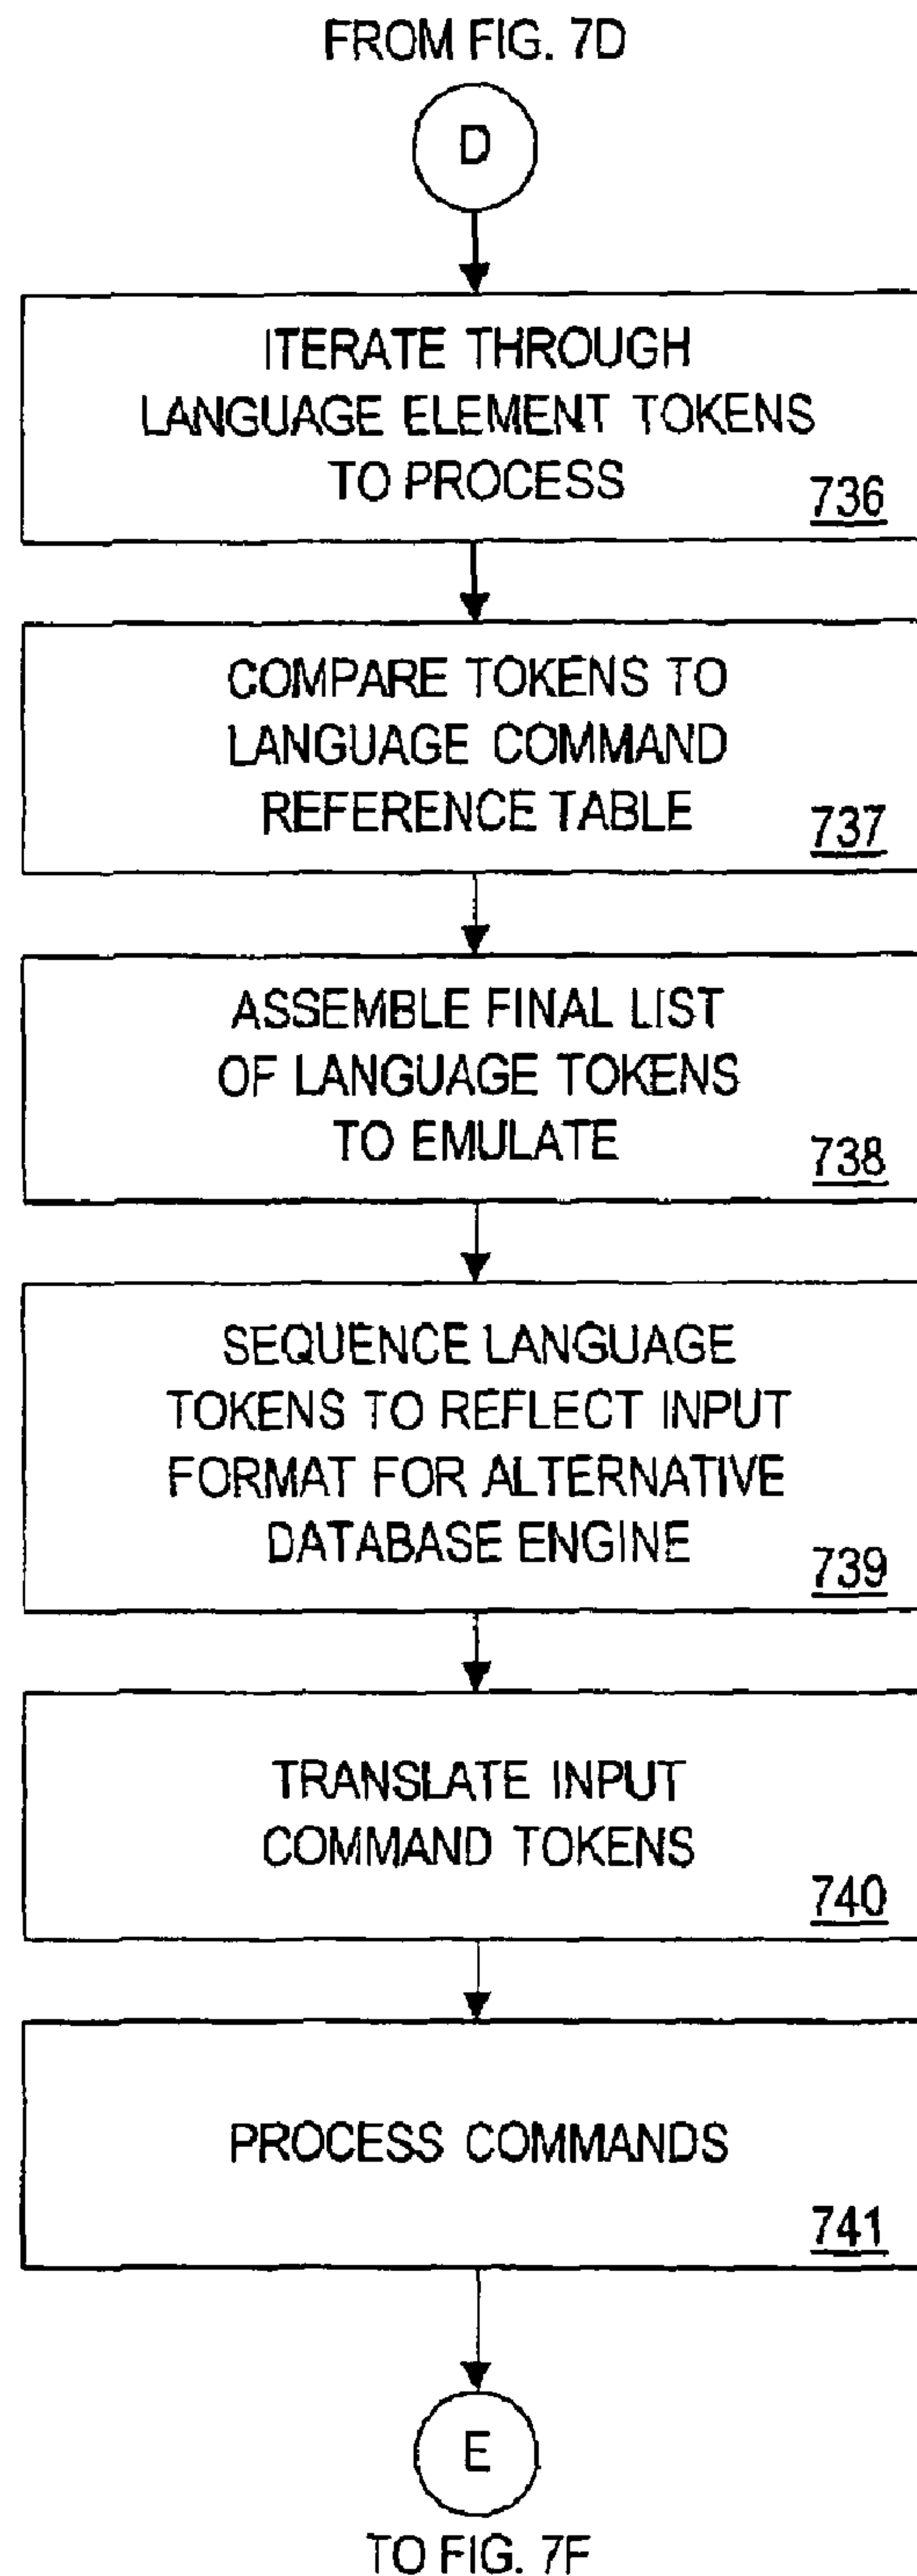 FROM FIG. 7D
D
ITERATE THROUGH
LANGUAGE ELEMENT TOKENS
TO PROCESS
736
COMPARE TOKENS TO
LANGUAGE COMMAND
REFERENCE TABLE
737
ASSEMBLE FINAL LIST
OF LANGUAGE TOKENS
TO EMULATE
738
SEQUENCE LANGUAGE
TOKENS TO REFLECT INPUT
FORMAT FOR ALTERNATIVE
DATABASE ENGINE
739
TRANSLATE INPUT
COMMAND TOKENS
740
PROCESS COMMANDS
741
E
TO FIG. 7F